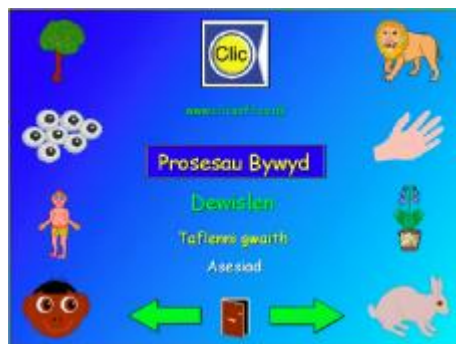 Clic
Prosesau Bywyd
Dewislen
Taflenni gwaith
Asesiad